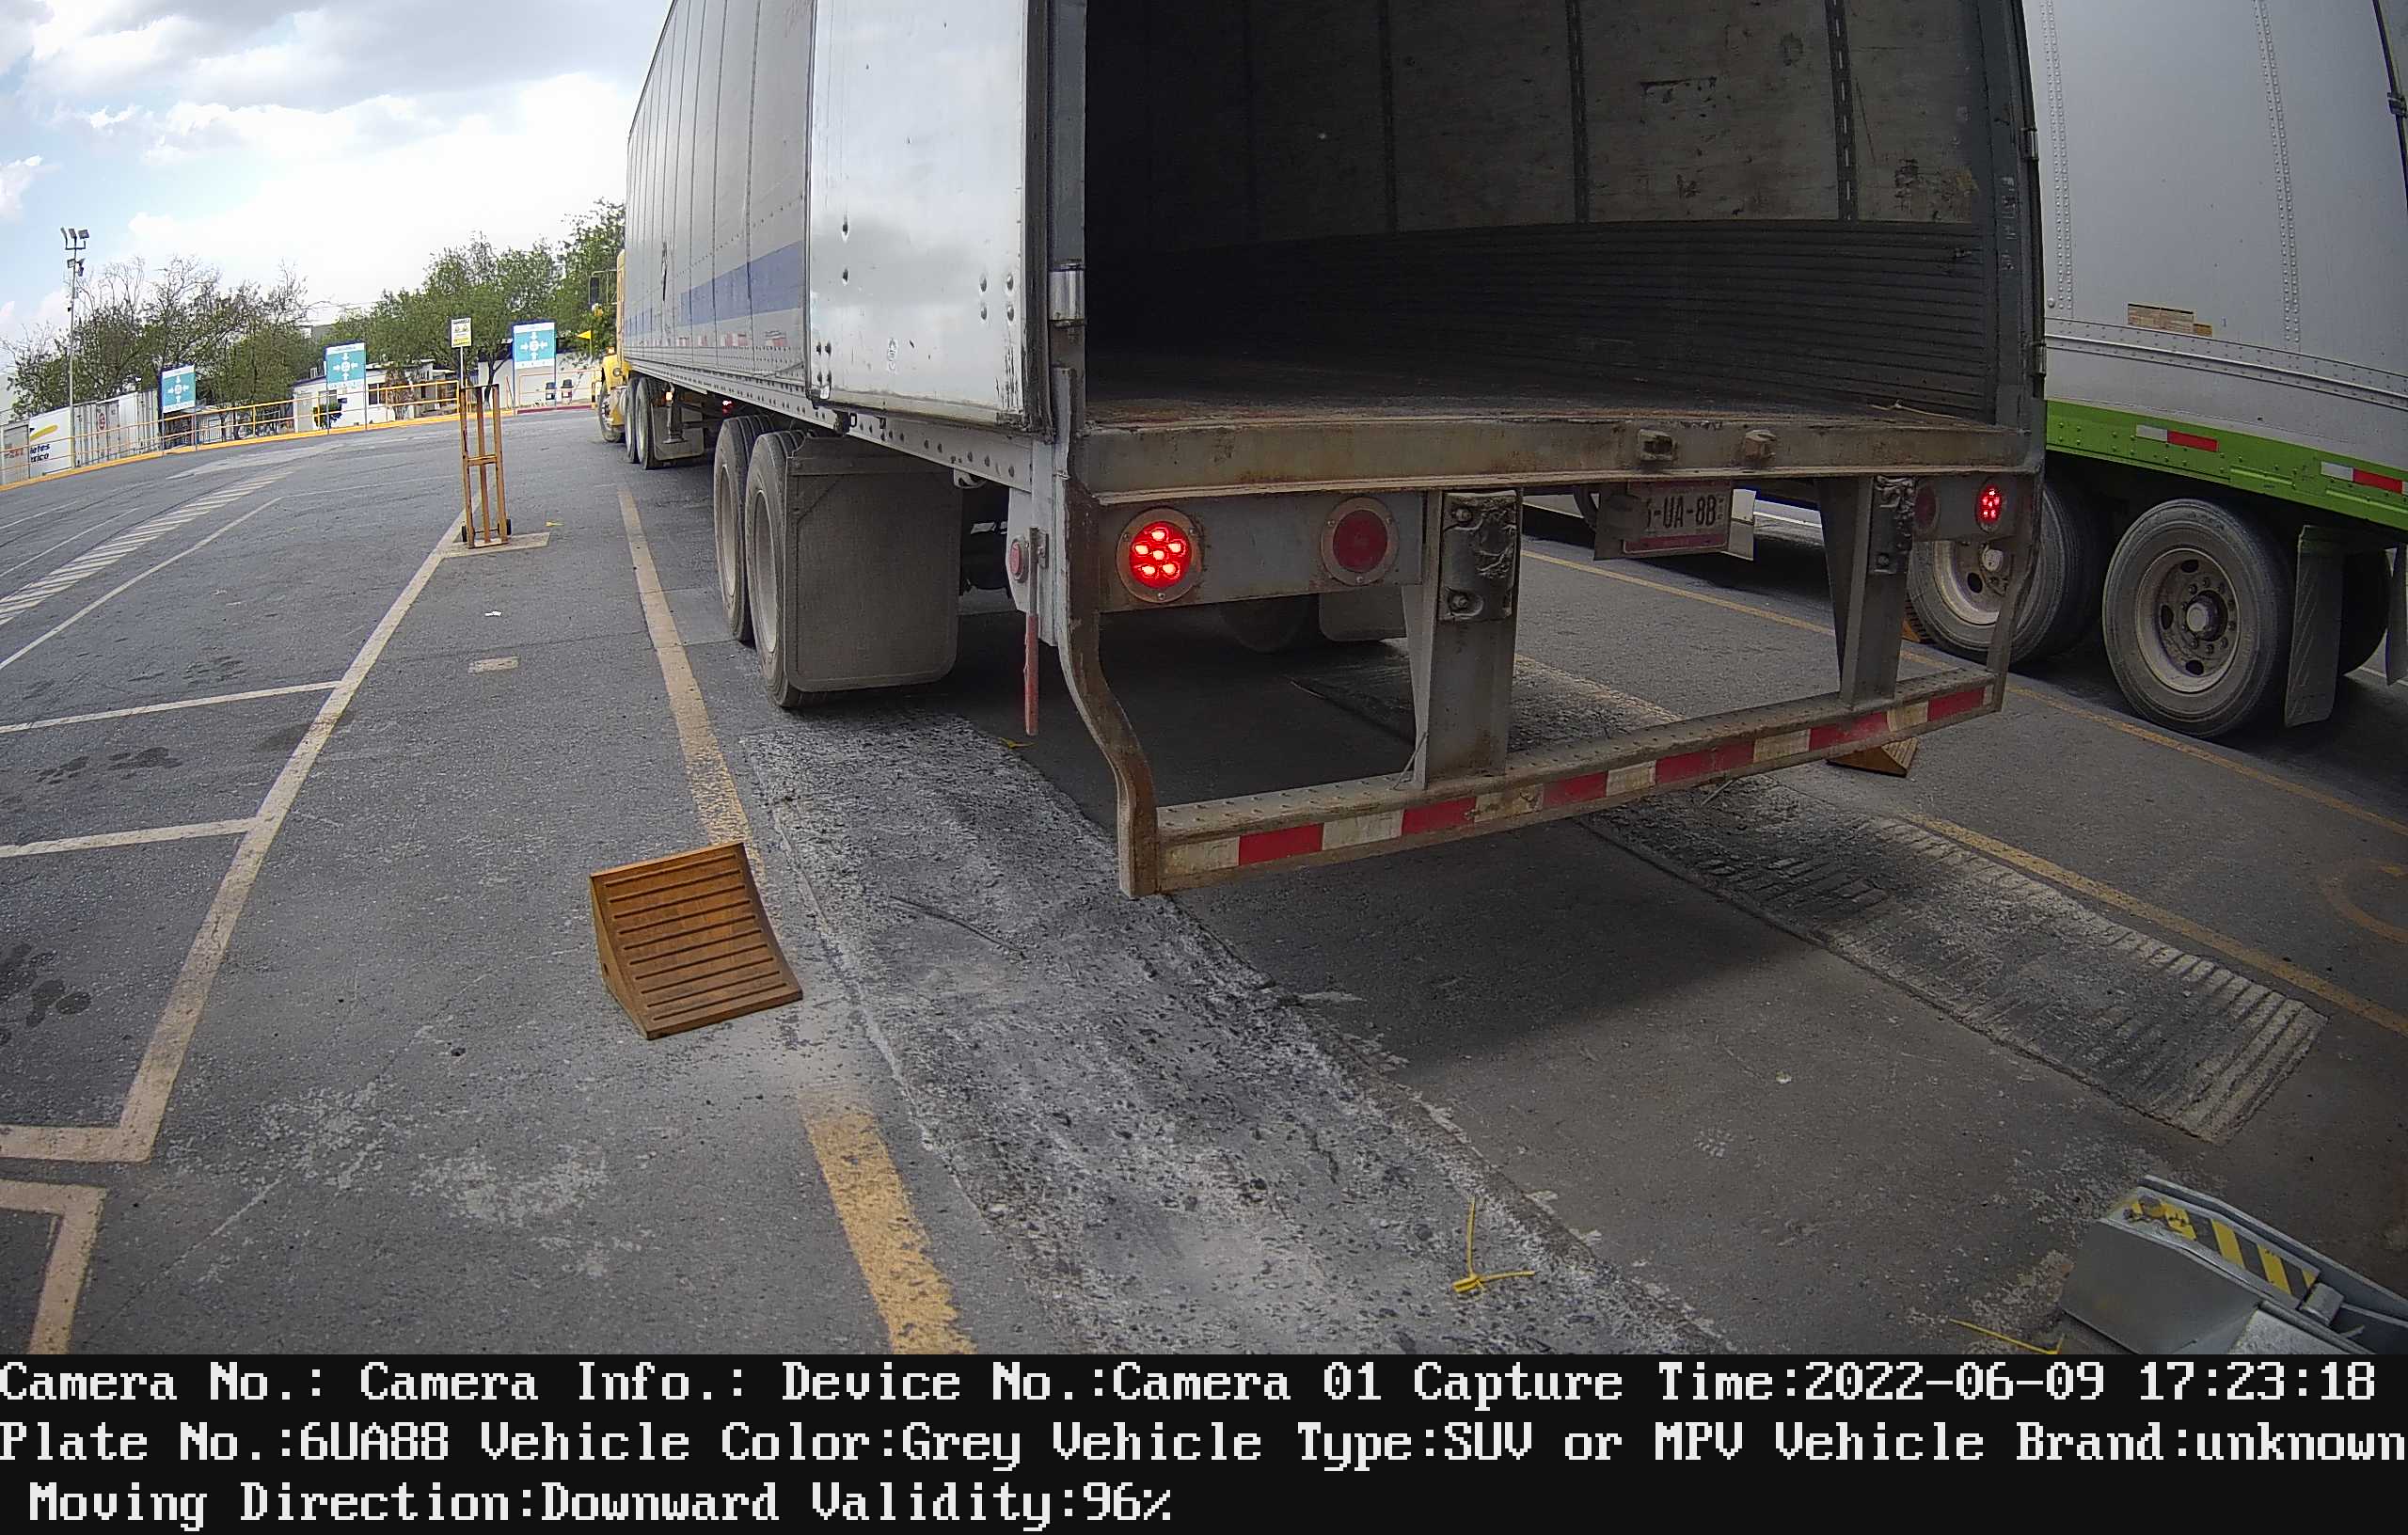 -UA-8B
Camera No.: Camera Info.: Device No.:Camera 01 Capture Time:2022-06-09 17:23:18
Plate No.:6UA88 Vehicle Color:Grey Vehicle Type:SUV or MPV Vehicle Brand:unknown
Moving Direction:Downward Validity:96%